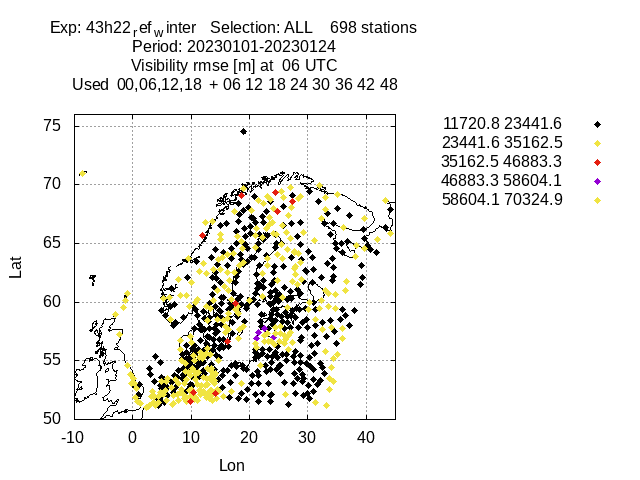 Exp: 43h22ref winter Selection: ALL 698 stations
Period: 20230101-20230124
Visibility rmse [m] at 06 UTC
Used 00,06,12,18 + 06 12 18 24 30 36 42 48
11720.8 23441.6
23441.6 35162.5
35162.5 46883.3
46883.3 58604.1
58604.1 70324.9
75
70
65
60
55
50
Lat
-10 0 10 20 30 40
Lon